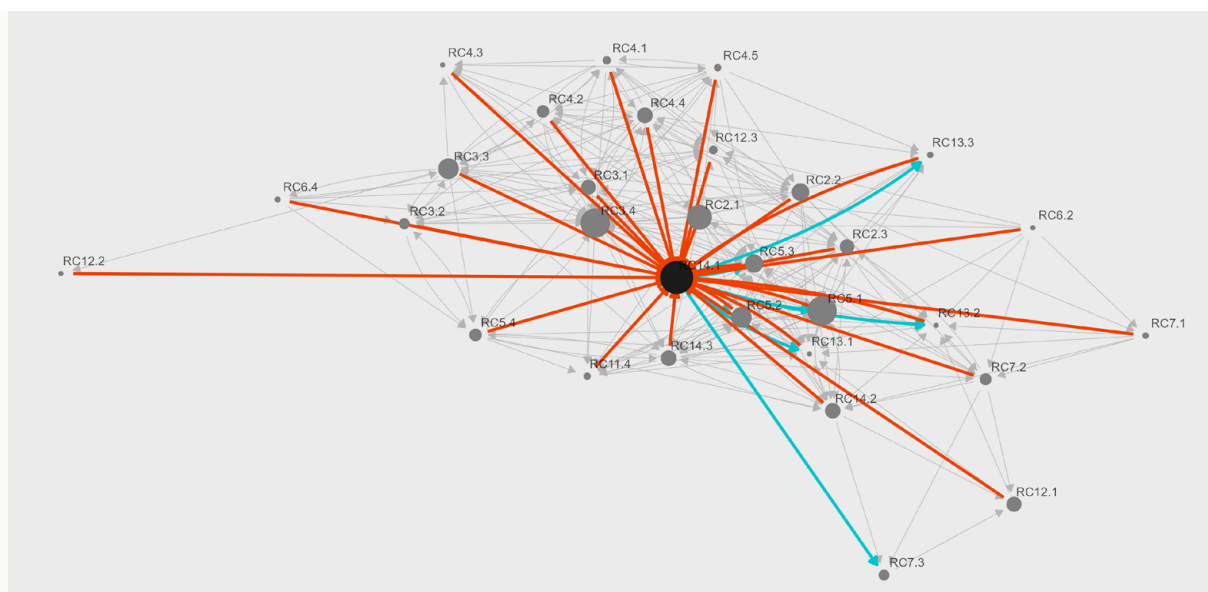 RC4.3
RC4.1
RC4.5
RC4.2
RC4.4
RC12.3
RC13.3
RC3.3
RC3.1
RC2.2
RC6.4
RC3.2
RC3.4
RC2.1
RC6.2
RC2.3
RC12.2
RC14.1
RC5.3
RC5.4
RC5.2
RC5.1
RC13.2
RC7.1
RC14.3
RC13.1
RC11.4
RC7.2
RC14.2
RC12.1
RC7.3